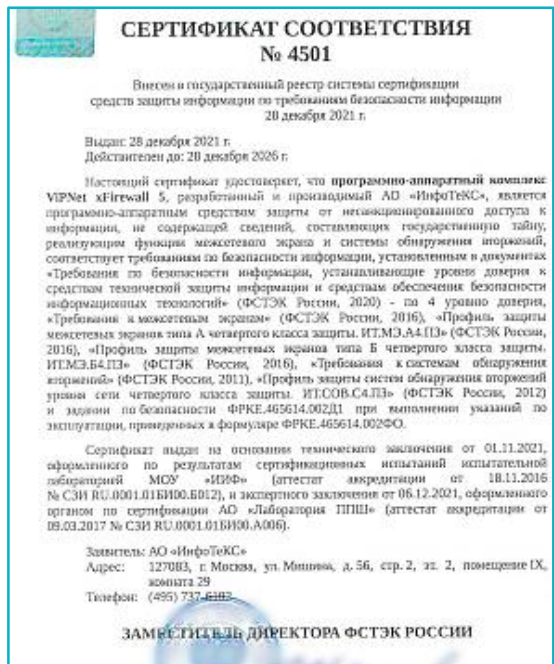 СЕРТИФИКАТ СООТВЕТСТВИЯ
№ 4501
Внесен в государственный реестр системы сертификации
средств защиты информации по требованиям безопасности информации
28 декабря 2021 г.
Выдан: 28 декабря 2021 г.
Действителен до: 28 декабря 2026 г.
Настоящий сертификат удостоверяет, что программно-аппаратный комплекс
ViPNet xFirewall 5, разработанный и производимый АО «ИнфоТеКС», является
программно-аппаратным средством защиты от несанкционированного доступа к
информации, не содержащей сведений, составляющих государственную тайну,
реализующим функции межсетевого экрана и системы обнаружения вторжений,
соответствует требованиям по безопасности информации, установленным в документах
«Требования по безопасности информации, устанавливающие уровни доверия к
средствам технической защиты информации и средствам обеспечения безопасности
информационных технологий» (ФСТЭК России, 2020) - по 4 уровню доверия,
«Требования к межсетевым экранам» (ФСТЭК России, 2016), «Профиль защиты
межсетевых экранов типа А четвертого класса защиты. ИТ.МЭ.А4.ПЗ» (ФСТЭК России,
2016), «Профиль защиты межсетевых экранов типа Б четвертого класса защиты.
ИТ.МЭ.Б4.ПЗ» (ФСТЭК России, 2016), «Требования к системам обнаружения
вторжений» (ФСТЭК России, 2011), «Профиль защиты систем обнаружения вторжений
уровня сети четвертого класса защиты. ИТ.СОВ.С4.ПЗ» (ФСТЭК России, 2012)
и задании по безопасности ФРКЕ.465614.002Д1 при выполнении указаний по
эксплуатации, приведенных в формуляре ФРКЕ.465614.002ФО.
Сертификат выдан на основании технического заключения от 01.11.2021,
оформленного по результатам сертификационных испытаний испытательной
лабораторией МОУ «ИИФ» (аттестат аккредитации от 18.11.2016
№ СЗИ RU.0001.01БИ00.Б012), и экспертного заключения от 06.12.2021, оформленного
органом по сертификации АО «Лаборатория ППШ» (аттестат аккредитации от
09.03.2017 № СЗИ RU.0001.01БИ00.А006).
Заявитель: АО «ИнфоТеКС»
Адрес: 127083, г. Москва, ул. Мишина, д. 56, стр. 2, эт. 2, помещение IX,
комната 29
Телефон: (495) 737-6192
ЗАМЕСТИТЕЛЬ ДИРЕКТОРА ФСТЭК РОССИИ